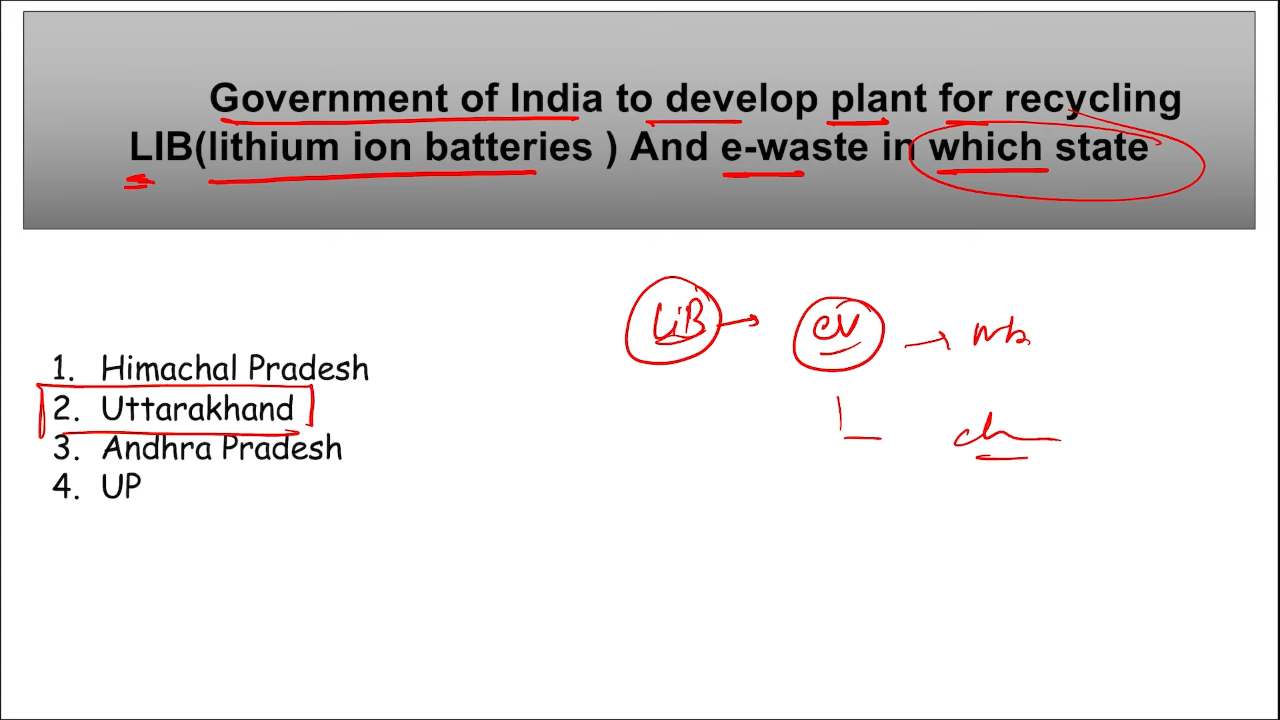 Government of India to develop plant for recycling
LIB(lithium ion batteries ) And e-waste in which state
LiB
ev
1. Himachal Pradesh
2. Uttarakhand
3. Andhra Pradesh
4. UP